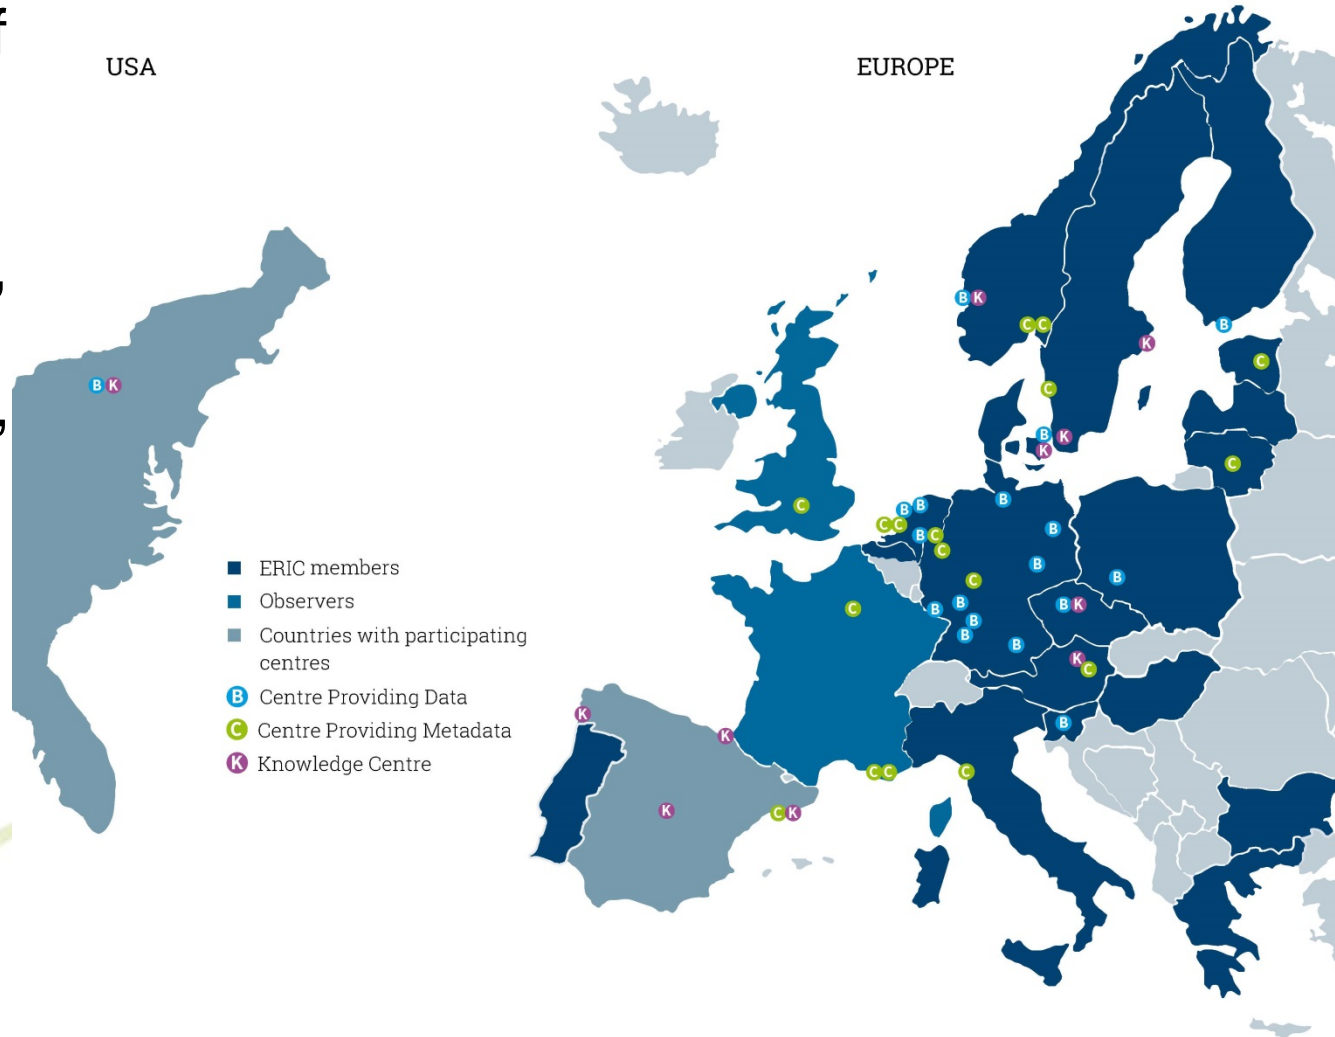 USA
EUROPE
B K
B K
C C
B
K
C
C
B K
K
C
B
B B
C
C C
B
B C
C
B
B
C
B
B K
B
B
C
B
B
B
K
C
K
B
K
C C
C
K
C K
ERIC members
Observers
Countries with participating
centres
B Centre Providing Data
C Centre Providing Metadata
K Knowledge Centre